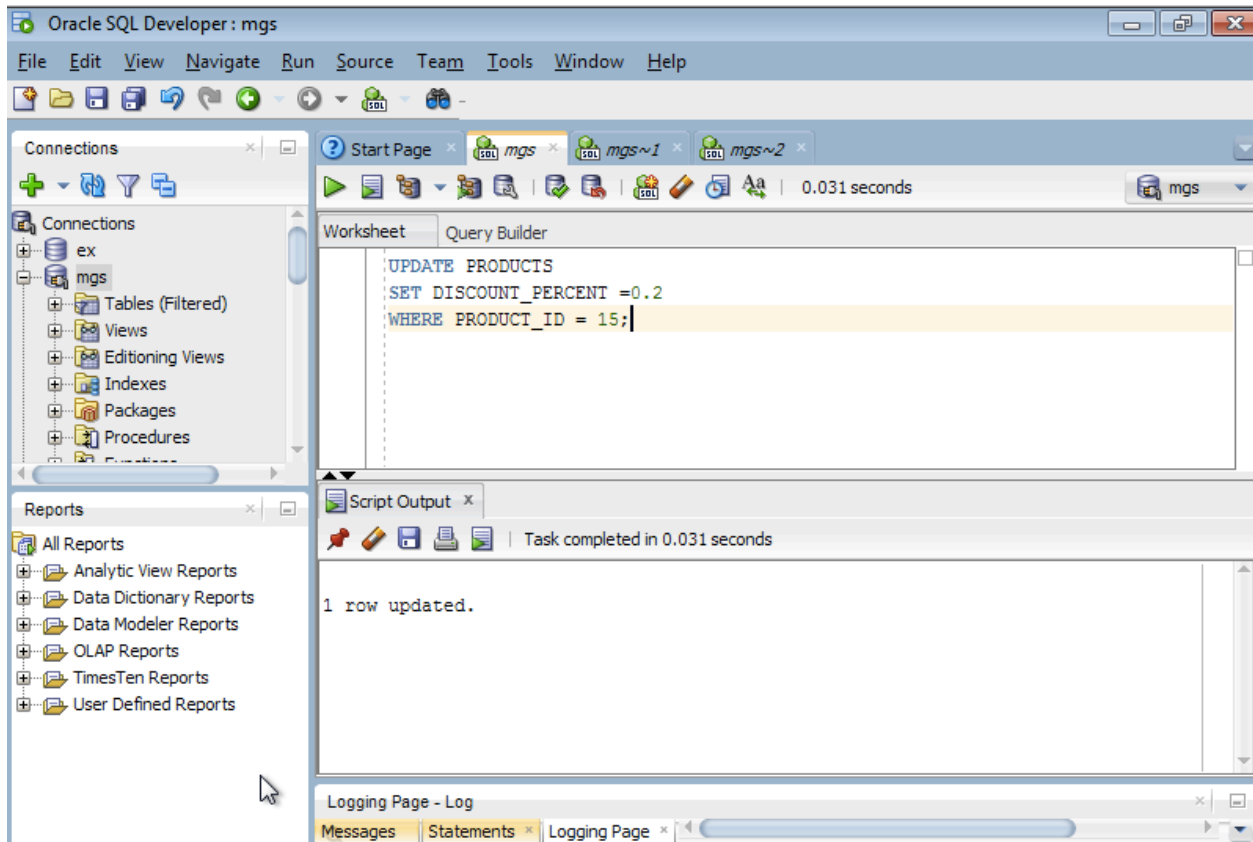 Oracle SQL Developer : mgs
File Edit View Navigate Run Source Team Tools Window Help
Connections
Connections
ex
mgs
Tables (Filtered)
Views
Editioning Views
Indexes
Packages
Procedures
Functions
Reports
All Reports
Analytic View Reports
Data Dictionary Reports
Data Modeler Reports
OLAP Reports
TimesTen Reports
User Defined Reports
Start Page mgs mgs~1 mgs~2
0.031 seconds mgs
Worksheet Query Builder
UPDATE PRODUCTS
SET DISCOUNT_PERCENT =0.2
WHERE PRODUCT_ID = 15;
Script Output x
Task completed in 0.031 seconds
1 row updated.
Logging Page - Log
Messages Statements Logging Page